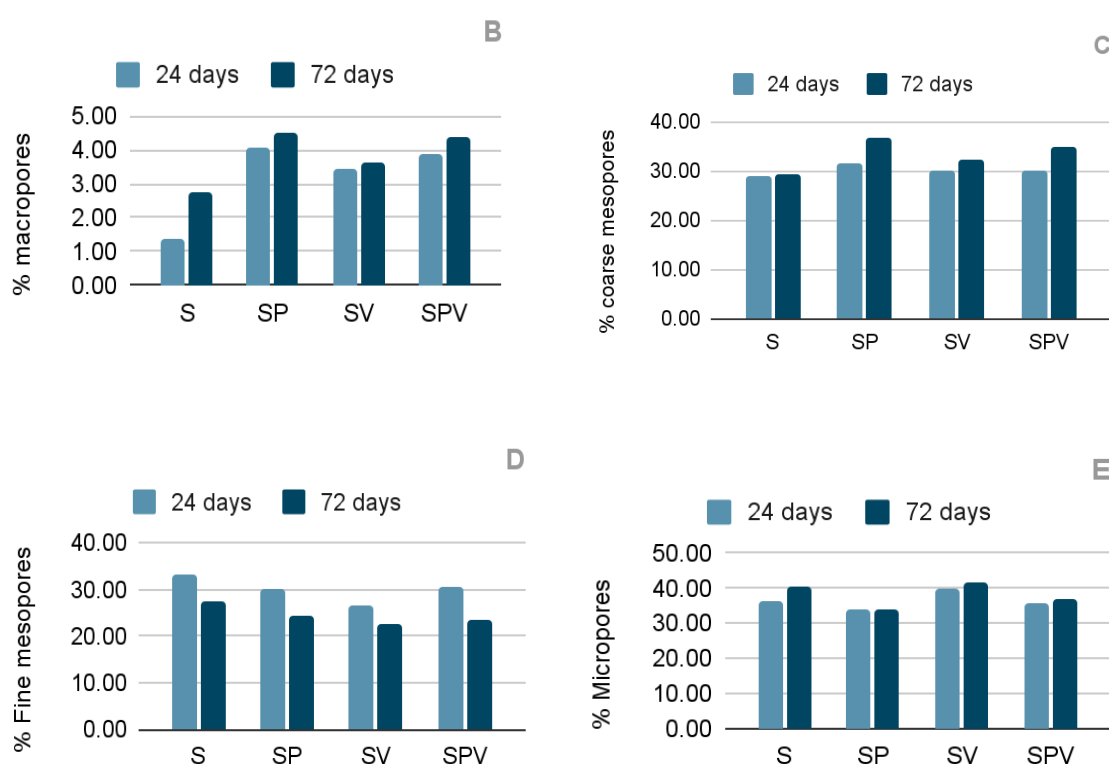 B
24 days 72 days
% macropores
5.00
4.00
3.00
2.00
1.00
0.00
S SP SV SPV
C
24 days 72 days
% coarse mesopores
40.00
30.00
20.00
10.00
0.00
S SP SV SPV
D
24 days 72 days
% Fine mesopores
40.00
30.00
20.00
10.00
0.00
S SP SV SPV
E
24 days 72 days
% Micropores
50.00
40.00
30.00
20.00
10.00
0.00
S SP SV SPV